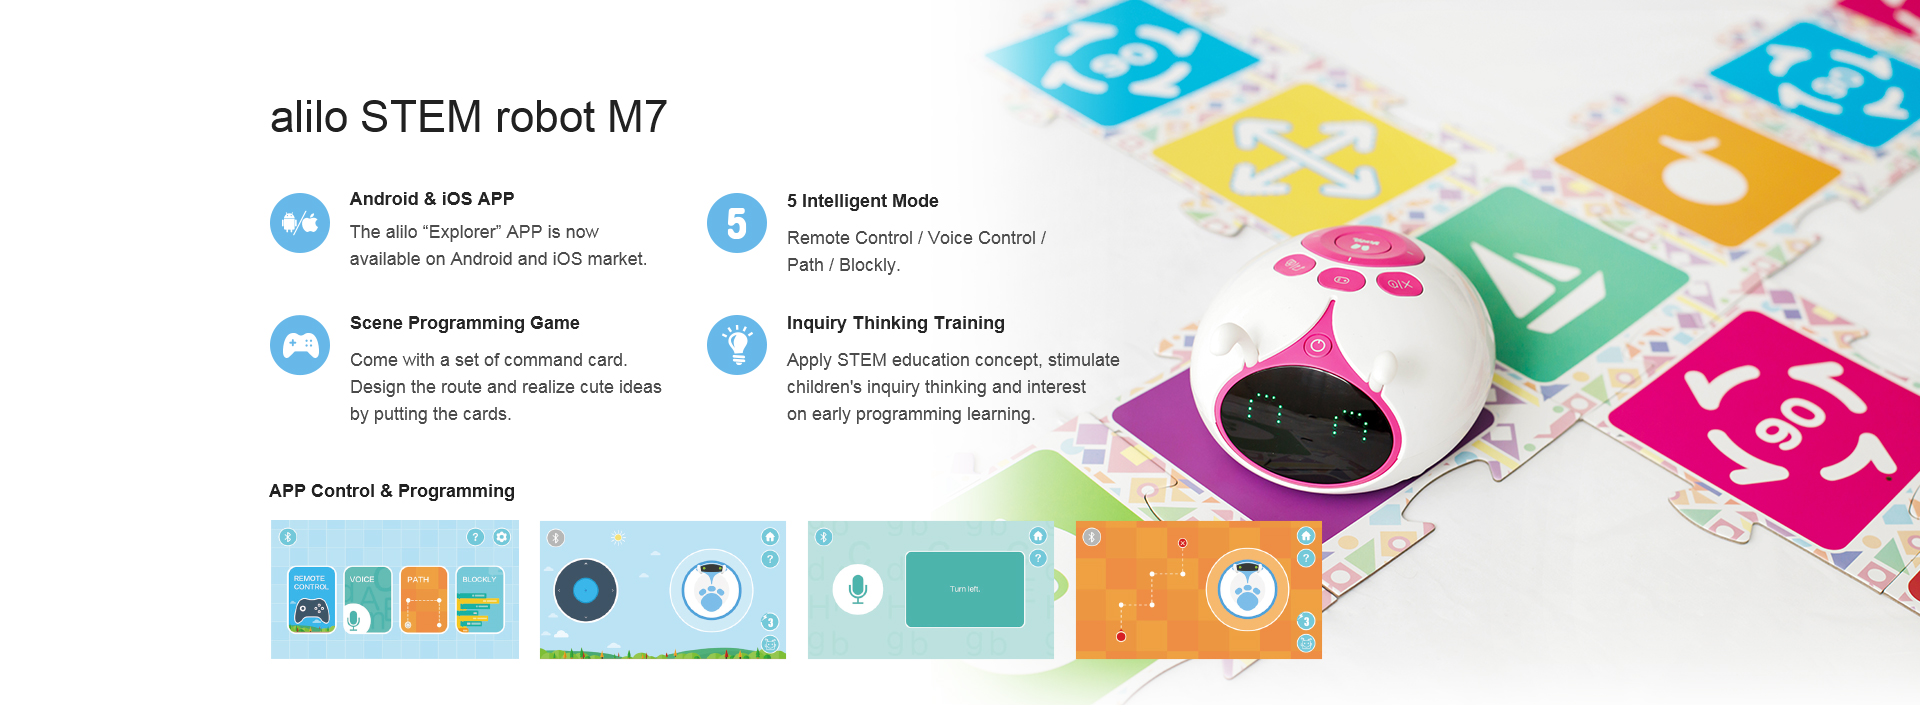 alilo STEM robot M7
Android & iOS APP
The alilo “Explorer” APP is now
available on Android and iOS market.
5
5 Intelligent Mode
Remote Control / Voice Control /
Path / Blockly.
Scene Programming Game
Come with a set of command card.
Design the route and realize cute ideas
by putting the cards.
Inquiry Thinking Training
Apply STEM education concept, stimulate
children's inquiry thinking and interest
on early programming learning.
APP Control & Programming
REMOTE
CONTROL
VOICE
PATH
BLOCKLY
?
?
3
Turn left.
?
?
3
90
90
90